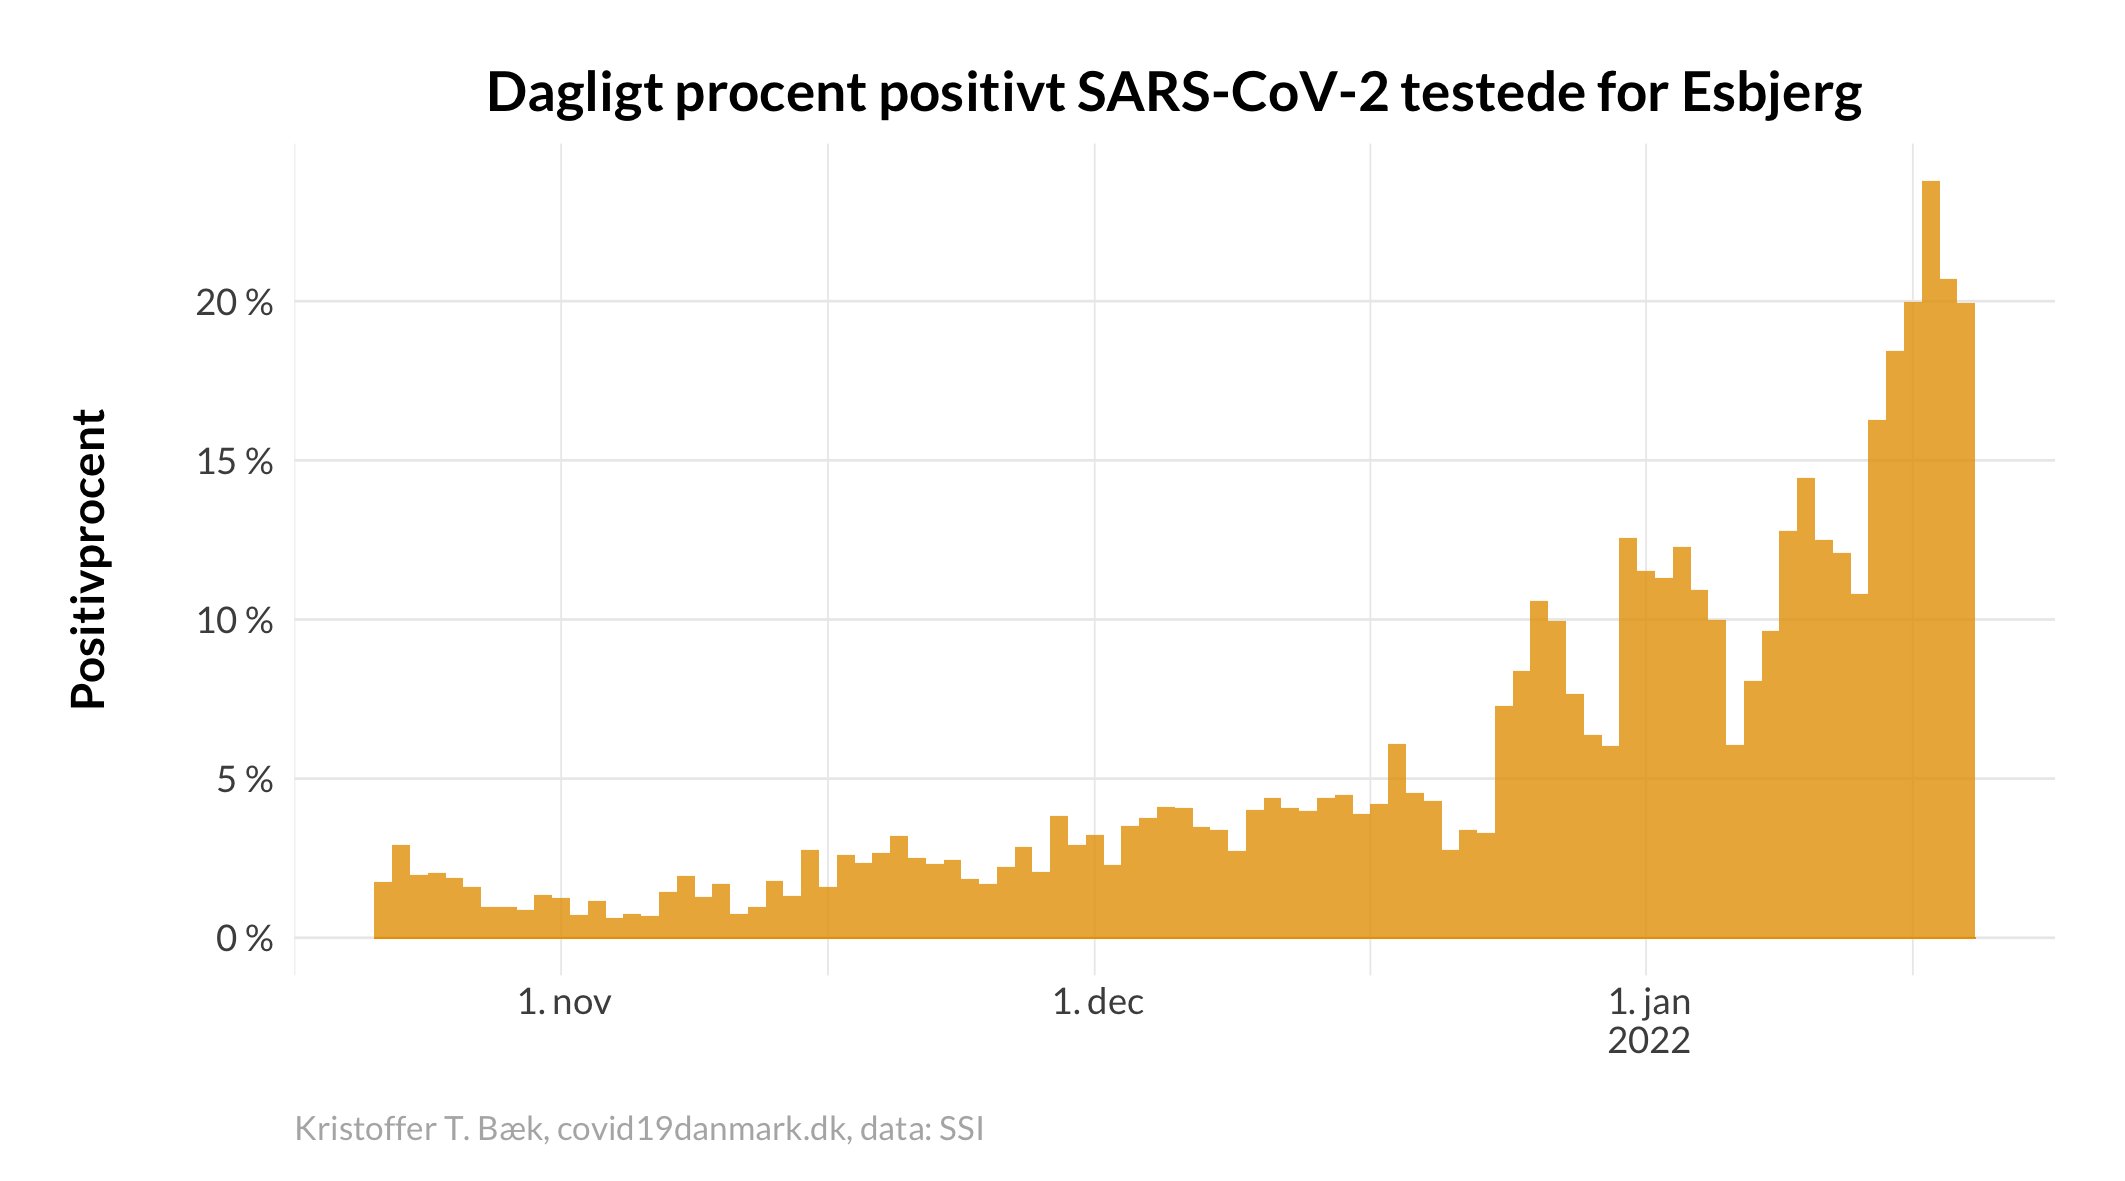 Dagligt procent positivt SARS-CoV-2 testede for Esbjerg
Positivprocent
20 %
15 %
10 %
5 %
0 %
1. nov
1. dec
1. jan
2022
Kristoffer T. Bæk, covid19danmark.dk, data: SSI